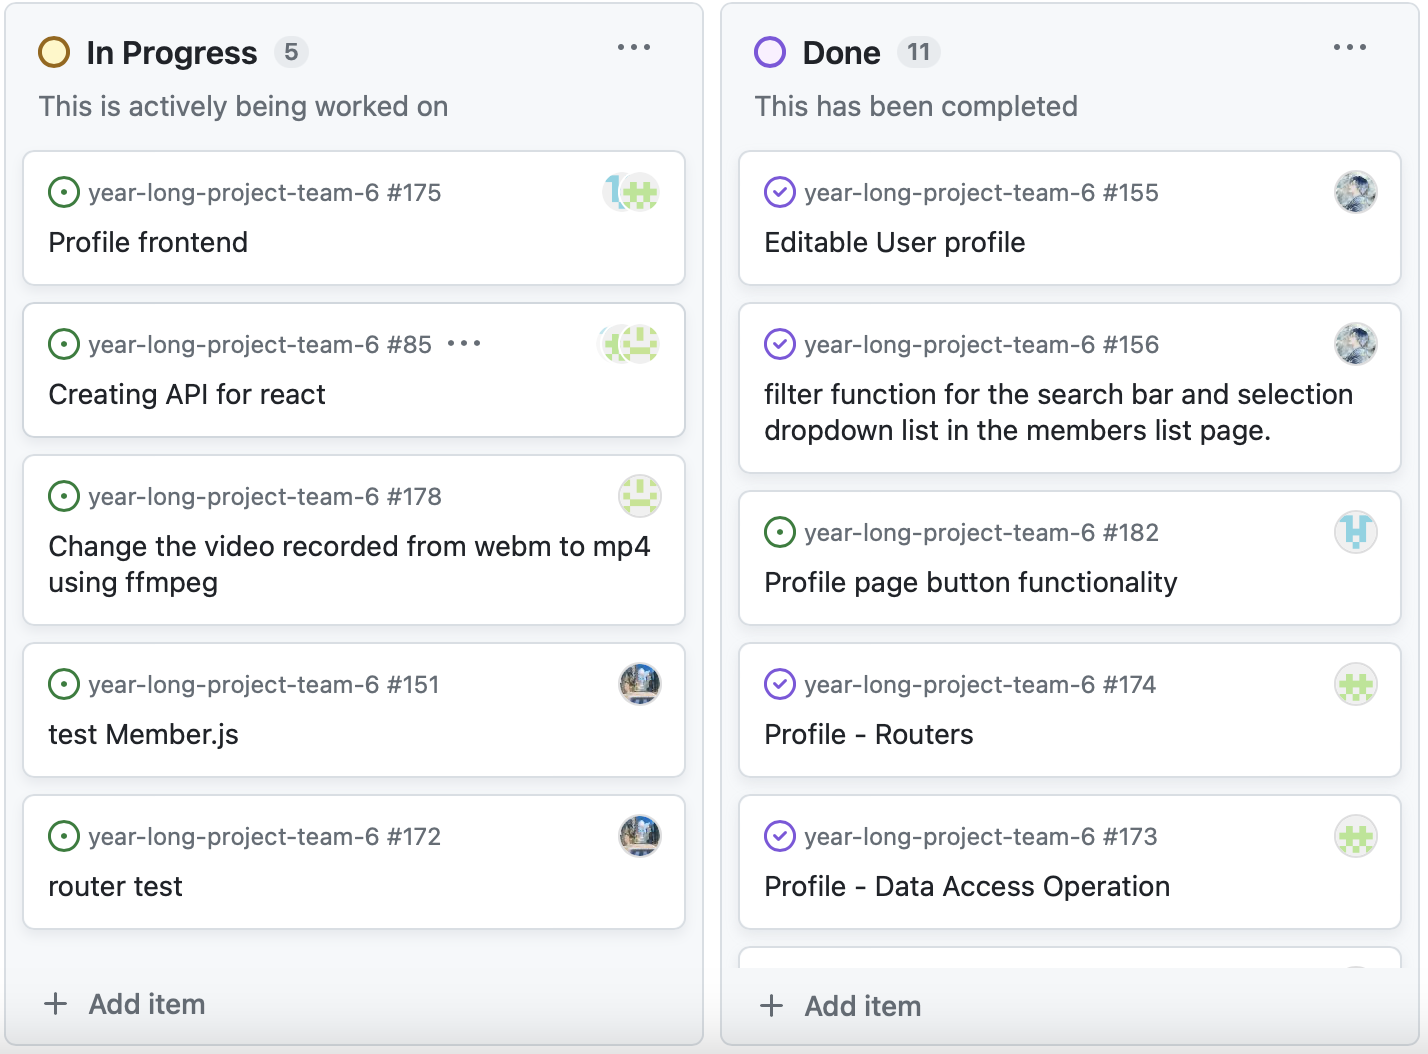 In Progress 5
This is actively being worked on
year-long-project-team-6 #175
Profile frontend
year-long-project-team-6 #85
Creating API for react
year-long-project-team-6 #178
Change the video recorded from webm to mp4
using ffmpeg
year-long-project-team-6 #151
test Member.js
year-long-project-team-6 #172
router test
Add item
Done 11
This has been completed
year-long-project-team-6 #155
Editable User profile
year-long-project-team-6 #156
filter function for the search bar and selection
dropdown list in the members list page.
year-long-project-team-6 #182
Profile page button functionality
year-long-project-team-6 #174
Profile - Routers
year-long-project-team-6 #173
Profile - Data Access Operation
Add item